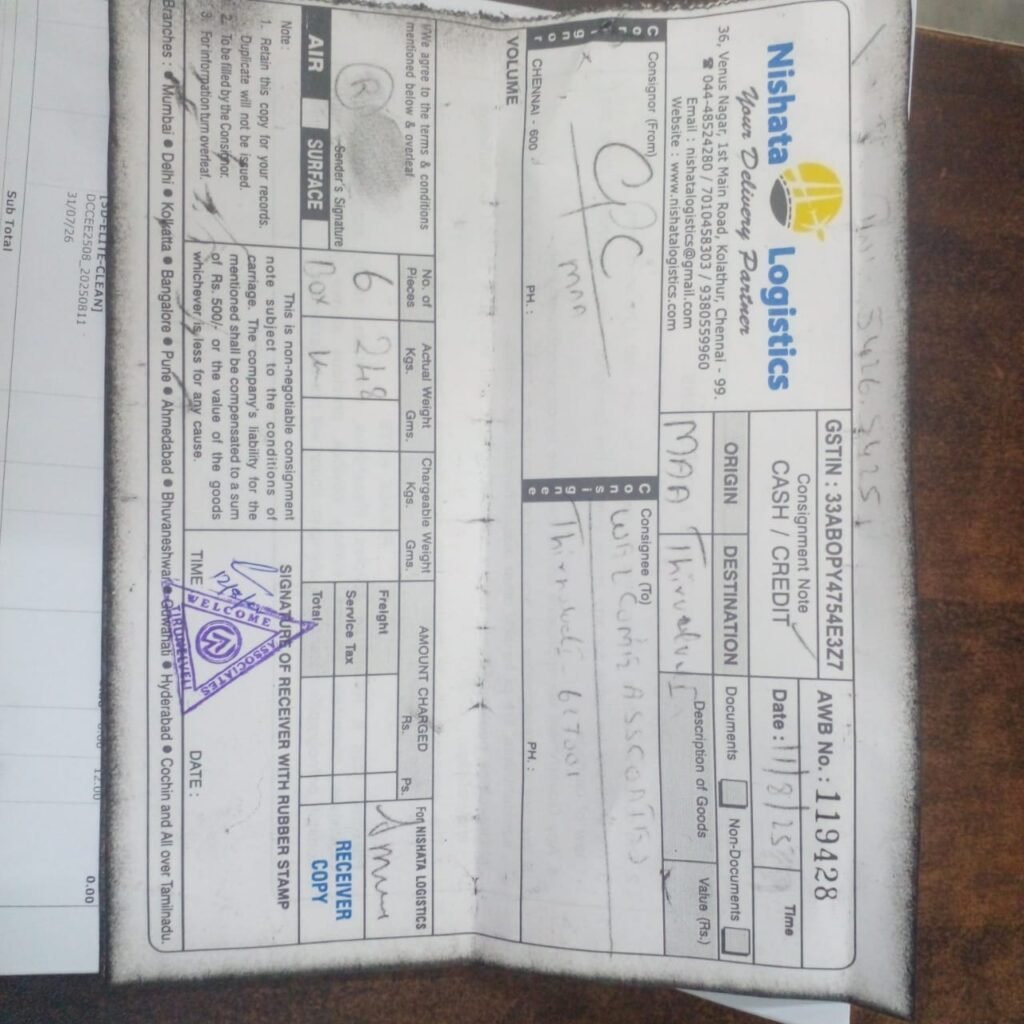 Nishata Logistics
Your Delivery Partner
36, Venus Nagar, 1st Main Road, Kolathur, Chennai - 99.
☎ 044-48524280 / 7010458303 / 9380559960
Email : nishatalogistics@gmail.com
Website : www.nishatalogistics.com
GSTIN : 33ABOPY4754E3Z7
Consignment Note
CASH / CREDIT
AWB No. : 119428
Date : 11/8/25
Time
ORIGIN
DESTINATION
MAA
Documents
Non-Documents
Description of Goods
Value (Rs.)
Consignor
Consignor (From)
CPC
CHENNAI - 600
PH. :
Consignee
Consignee (To)
PH. :
VOLUME
*We agree to the terms & conditions
mentioned below & overleaf
R
Sender's Signature
AIR
SURFACE
No. of Pieces
Actual Weight
Kgs. Gms.
Chargeable Weight
Kgs. Gms.
6
248
Box
AMOUNT CHARGED
Rs. Ps.
Freight
Service Tax
Total
For NISHATA LOGISTICS
RECEIVER
COPY
Note :
1. Retain this copy for your records.
Duplicate will not be issued.
2. To be filled by the Consignor.
3. For information turn overleaf.
This is non-negotiable consignment
note subject to the conditions of
carriage. The company's liability for the
mentioned shall be compensated to a sum
of Rs. 500/- or the value of the goods
whichever is less for any cause.
SIGNATURE OF RECEIVER WITH RUBBER STAMP
WELCOME
ASSOCIATES
TIRUNELVELI
TIME
DATE :
Branches : ● Mumbai ● Delhi ● Kolkatta ● Bangalore ● Pune ● Ahmedabad ● Bhuvaneshwar ● Guwahati ● Hyderabad ● Cochin and All over Tamilnadu.
[SD-ELITE-CLEAN]
DCCEE2508_20250811
31/07/26
12.00
0.00
Sub Total